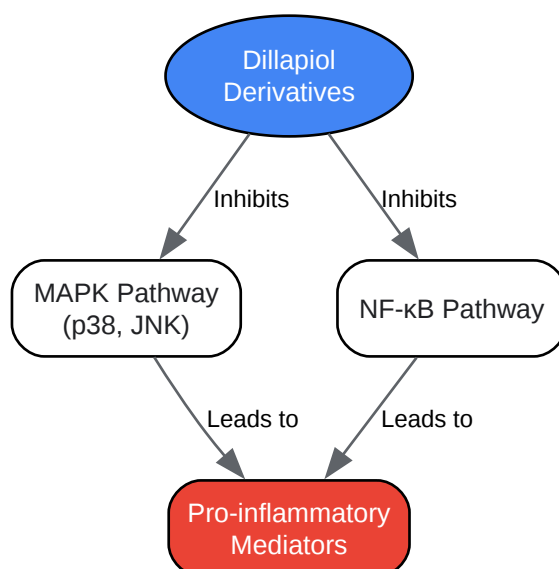 Dillapiol
Derivatives
Inhibits
Inhibits
MAPK Pathway
(p38, JNK)
NF-κB Pathway
Leads to
Leads to
Pro-inflammatory
Mediators